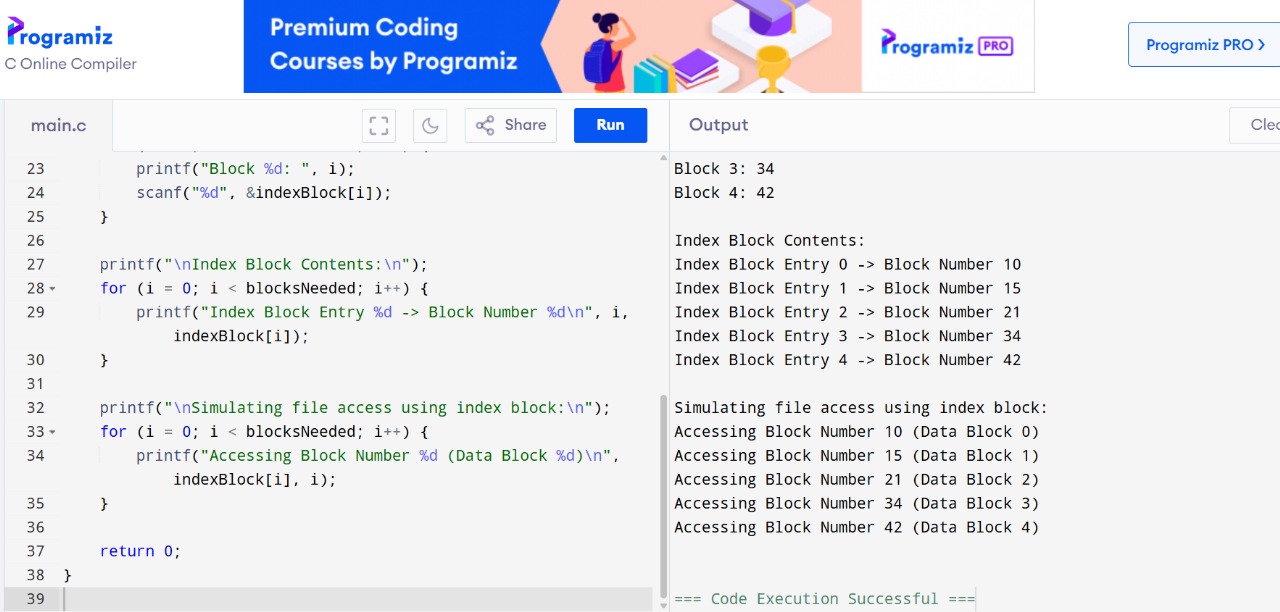 Programiz
C Online Compiler
Premium Coding
Courses by Programiz
Programiz PRO
Programiz PRO >
main.c
Share
Run
Output
23 printf("Block %d: ", i);
24 scanf("%d", &indexBlock[i]);
25 }
26
27 printf("\nIndex Block Contents:\n");
28 for (i = 0; i < blocksNeeded; i++) {
29 printf("Index Block Entry %d -> Block Number %d\n", i,
indexBlock[i]);
30 }
31
32 printf("\nSimulating file access using index block:\n");
33 for (i = 0; i < blocksNeeded; i++) {
34 printf("Accessing Block Number %d (Data Block %d)\n",
indexBlock[i], i);
35 }
36
37 return 0;
38 }
39
Block 3: 34
Block 4: 42
Index Block Contents:
Index Block Entry 0 -> Block Number 10
Index Block Entry 1 -> Block Number 15
Index Block Entry 2 -> Block Number 21
Index Block Entry 3 -> Block Number 34
Index Block Entry 4 -> Block Number 42
Simulating file access using index block:
Accessing Block Number 10 (Data Block 0)
Accessing Block Number 15 (Data Block 1)
Accessing Block Number 21 (Data Block 2)
Accessing Block Number 34 (Data Block 3)
Accessing Block Number 42 (Data Block 4)
=== Code Execution Successful ===